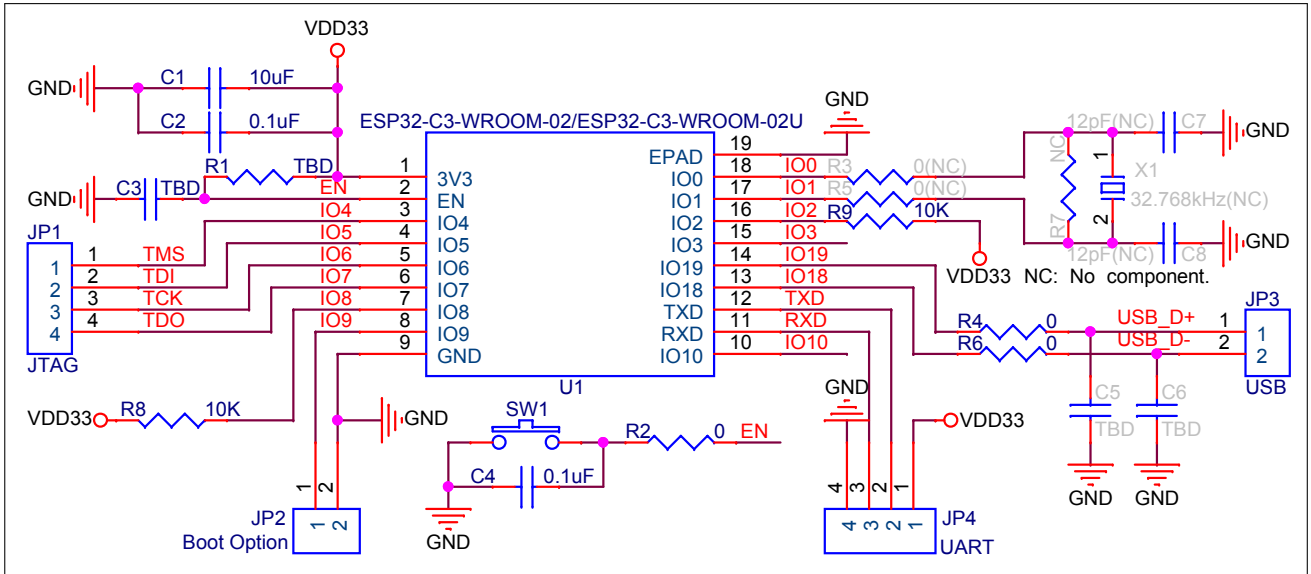 VDD33
GND C1 10uF
C2 0.1uF
ESP32-C3-WROOM-02/ESP32-C3-WROOM-02U
GND
12pF(NC) C7
GND
R1 TBD
GND C3 TBD
EN
IO4
IO5
IO6
IO7
IO8
IO9
1 3V3
2 EN
3 IO4
4 IO5
5 IO6
6 IO7
7 IO8
8 IO9
9 GND
U1
EPAD 19
IO0 18 IO0 R3 0(NC)
IO1 17 IO1 R5 0(NC)
IO2 16 IO2 R9 10K
IO3 15 IO3
IO19 14 IO19
IO18 13 IO18
TXD 12 TXD
RXD 11 RXD
IO10 10 IO10
VDD33
NC
R7
1
X1
32.768kHz(NC)
2
12pF(NC) C8
GND
NC: No component.
JP1
1 1 TMS
2 2 TDI
3 3 TCK
4 4 TDO
JTAG
R4 0 USB_D+ 1 1
R6 0 USB_D- 2 2
JP3
USB
C5
TBD
GND
C6
TBD
GND
VDD33 R8 10K
GND
1 2
1 2
JP2
Boot Option
SW1
R2 0 EN
C4 0.1uF
GND
GND
VDD33
4 3 2 1
4 3 2 1
JP4
UART